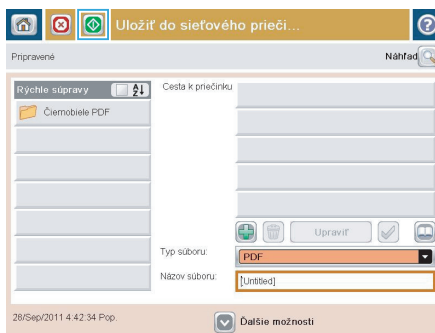 Uložiť do sieťového prieči...
Pripravené
Náhľad
Rýchle súpravy
Cesta k priečinku
Čiernobiele PDF
Upraviť
Typ súboru:
PDF
Názov súboru:
[Untitled]
28/Sep/2011 4:42:34 Pop.
Ďalšie možnosti